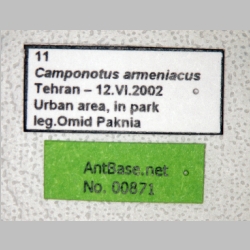 11
Camponotus armeniacus
Tehran – 12.VI.2002
Urban area, in park
leg.Omid Paknia
AntBase.net
No. 00871